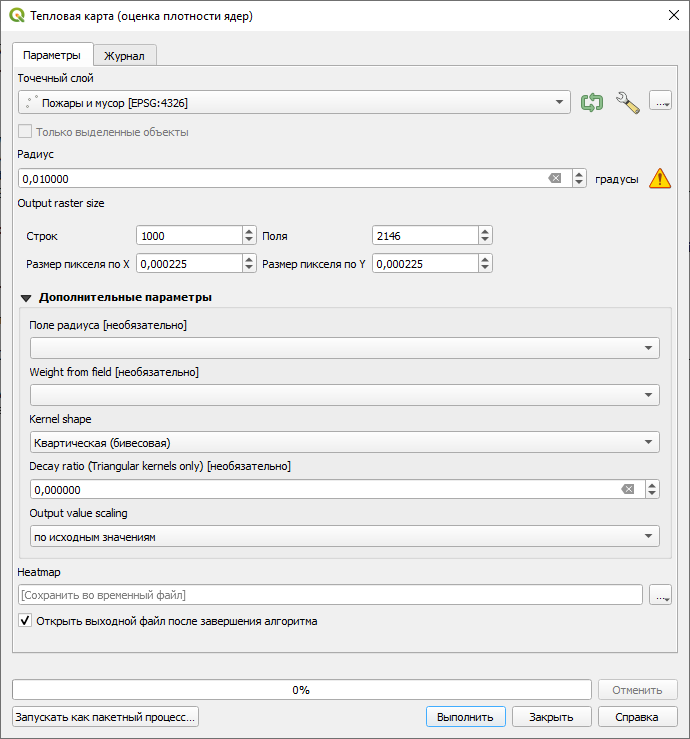 Тепловая карта (оценка плотности ядер)
Параметры Журнал
Точечный слой
Пожары и мусор [EPSG:4326]
...
Только выделенные объекты
Радиус
0,010000 градусы
Output raster size
Строк 1000 Поля 2146
Размер пикселя по X 0,000225 Размер пикселя по Y 0,000225
Дополнительные параметры
Поле радиуса [необязательно]
Weight from field [необязательно]
Kernel shape
Квартическая (бивесовая)
Decay ratio (Triangular kernels only) [необязательно]
0,000000
Output value scaling
по исходным значениям
Heatmap
[Сохранить во временный файл] ...
Открыть выходной файл после завершения алгоритма
0% Отменить
Запускать как пакетный процесс... Выполнить Закрыть Справка